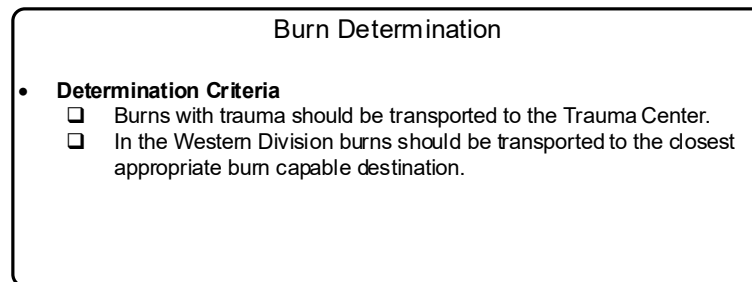 Burn Determination
• Determination Criteria
❑ Burns with trauma should be transported to the Trauma Center.
❑ In the Western Division burns should be transported to the closest
appropriate burn capable destination.